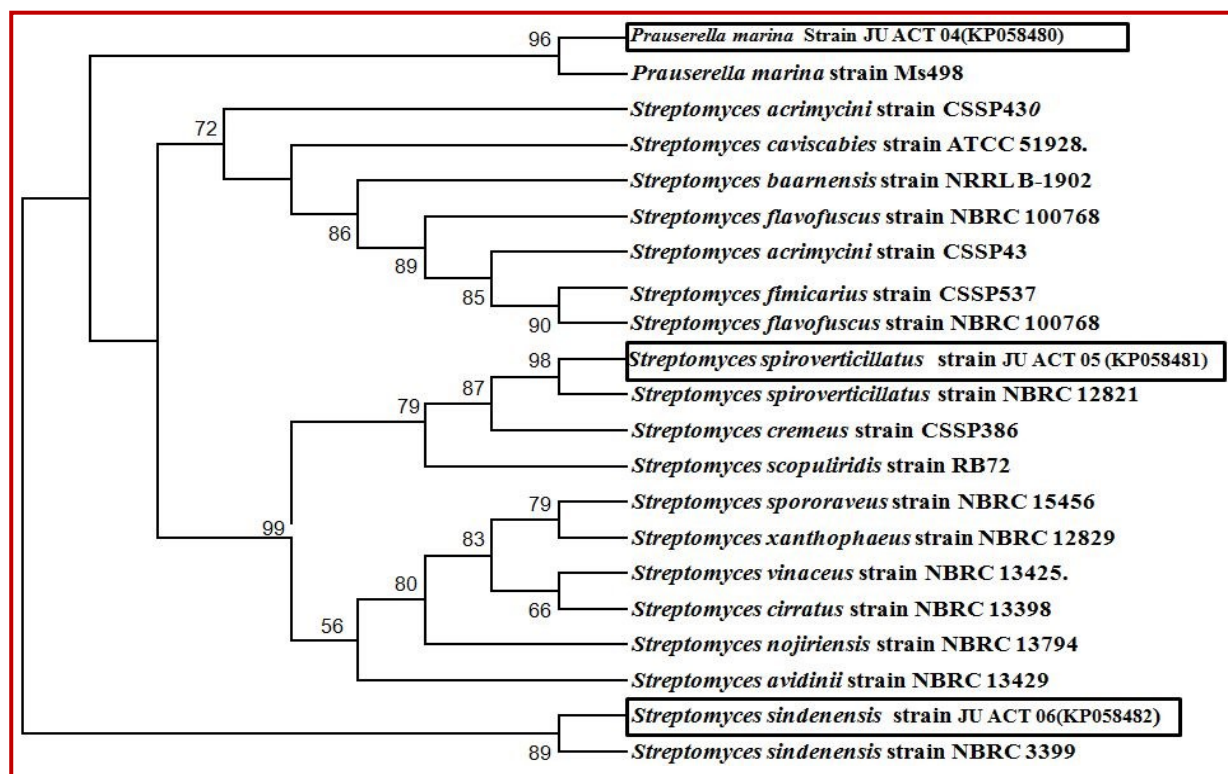 96
Prauserella marina Strain JU ACT 04(KP058480)
Prauserella marina strain Ms498
72
Streptomyces acrimycini strain CSSP430
Streptomyces caviscabies strain ATCC 51928.
Streptomyces baarnensis strain NRRL B-1902
86
Streptomyces flavofuscus strain NBRC 100768
89
Streptomyces acrimycini strain CSSP43
85
Streptomyces fimicarius strain CSSP537
90
Streptomyces flavofuscus strain NBRC 100768
98
Streptomyces spiroverticillatus strain JU ACT 05 (KP058481)
87
Streptomyces spiroverticillatus strain NBRC 12821
79
Streptomyces cremeus strain CSSP386
Streptomyces scopuliridis strain RB72
79
Streptomyces spororaveus strain NBRC 15456
99
83
Streptomyces xanthophaeus strain NBRC 12829
Streptomyces vinaceus strain NBRC 13425.
80
66
Streptomyces cirratus strain NBRC 13398
56
Streptomyces nojiriensis strain NBRC 13794
Streptomyces avidinii strain NBRC 13429
Streptomyces sindenensis strain JU ACT 06(KP058482)
89
Streptomyces sindenensis strain NBRC 3399